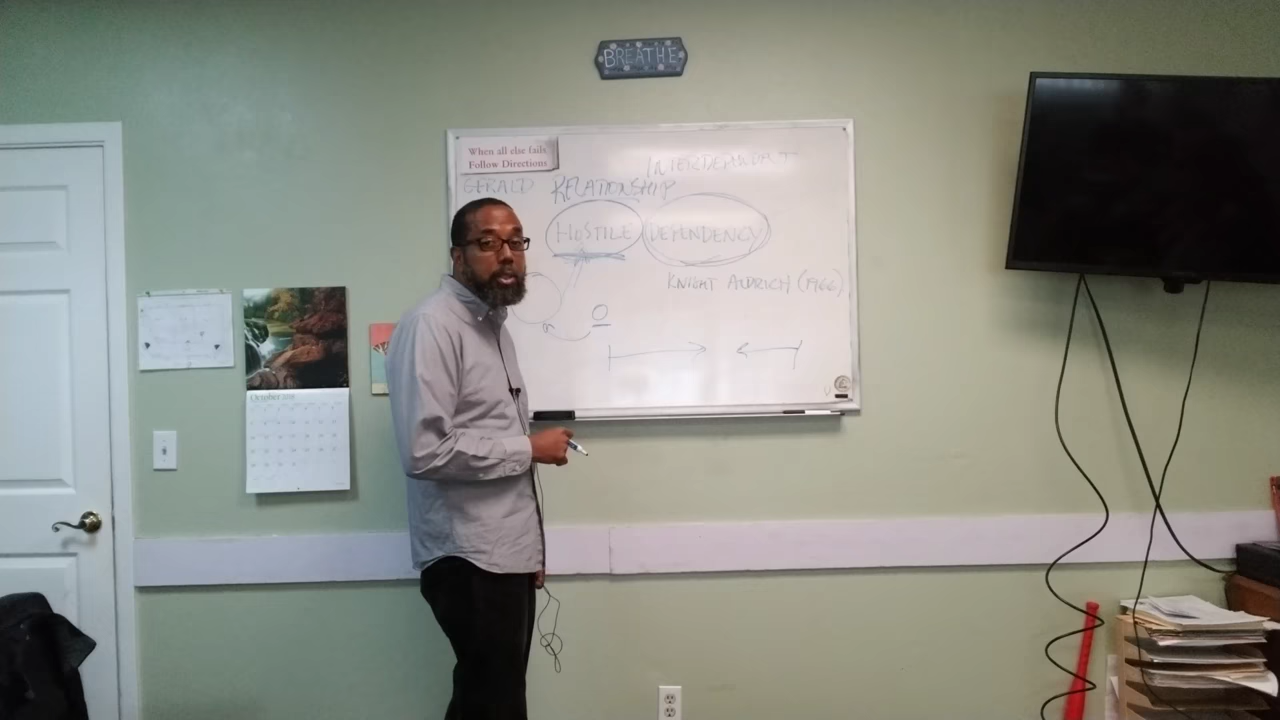 BREATHE
When all else fails
Follow Directions
INTERDEPENDENT
GERALD RELATIONSHIP
HOSTILE DEPENDENCY
KNIGHT ALDRICH (1966)
October